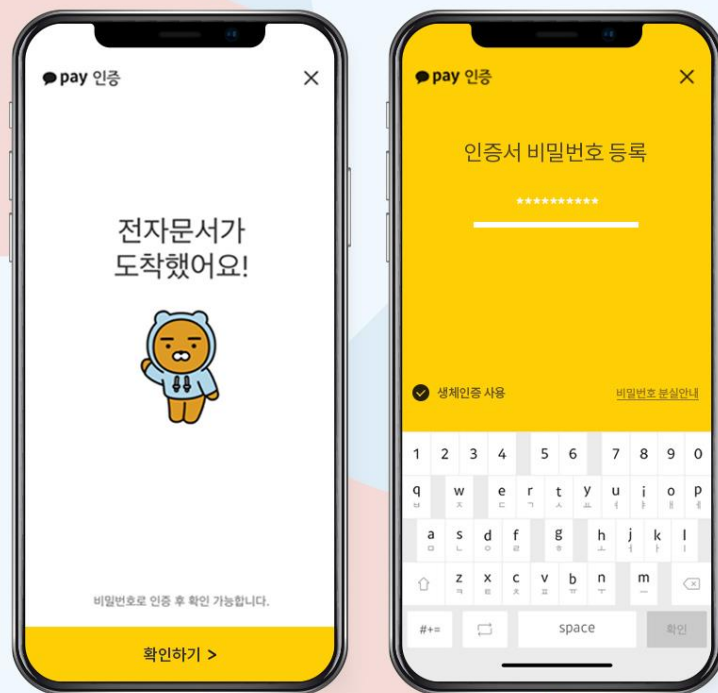 pay 인증
전자문서가
도착했어요!
비밀번호로 인증 후 확인 가능합니다.
확인하기 >
pay 인증
인증서 비밀번호 등록
**********
생체인증 사용
비밀번호 분실안내
1 2 3 4 5 6 7 8 9 0
q w e r t y u i o p
ㅂ ㅈ ㄷ ㄱ ㅅ ㅛ ㅕ ㅑ ㅐ ㅔ
a s d f g h j k l
ㅁ ㄴ ㅇ ㄹ ㅎ ㅗ ㅓ ㅏ ㅣ
z x c v b n m
ㅋ ㅌ ㅊ ㅍ ㅠ ㅜ ㅡ
#+= space 확인